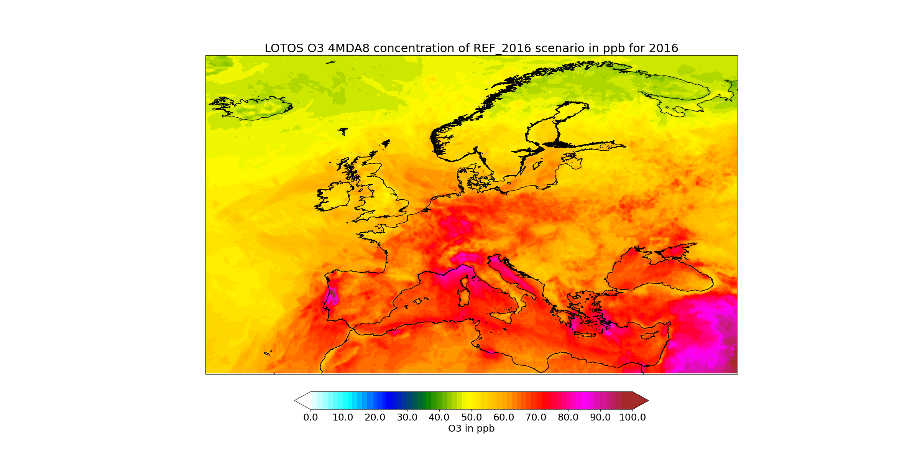 LOTOS O3 4MDA8 concentration of REF_2016 scenario in ppb for 2016
0.0 10.0 20.0 30.0 40.0 50.0 60.0 70.0 80.0 90.0 100.0
O3 in ppb